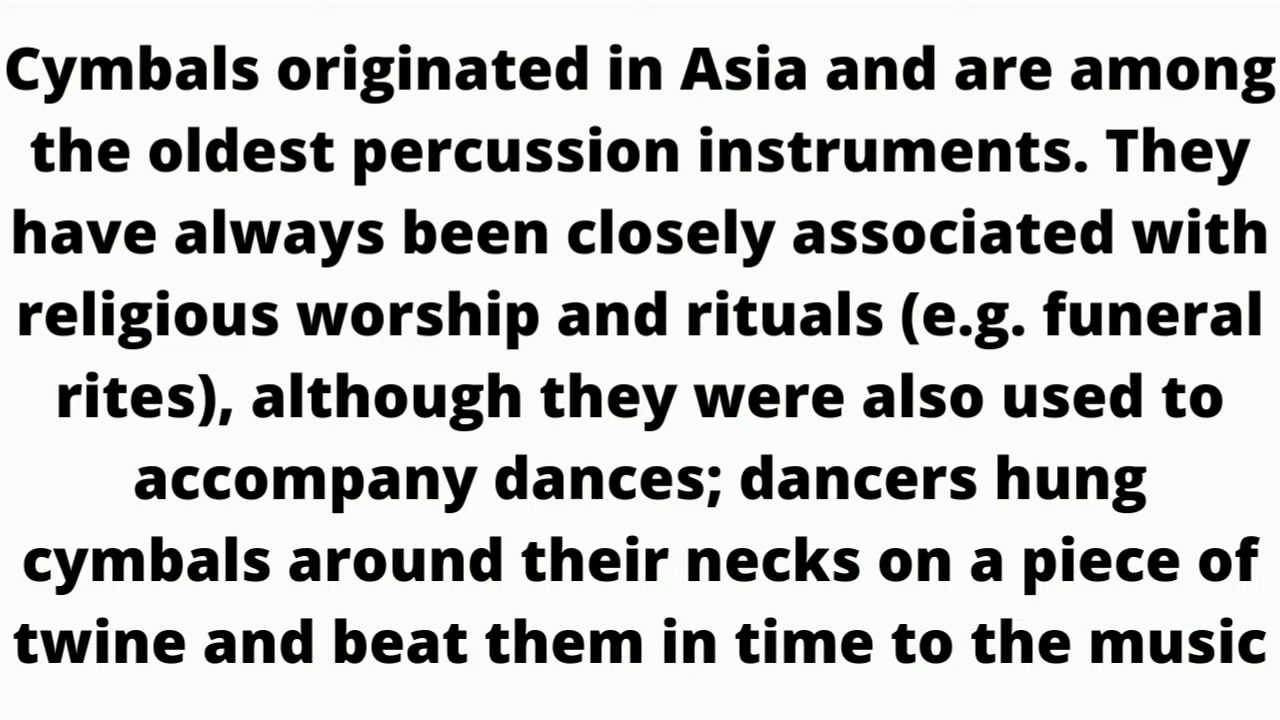 Cymbals originated in Asia and are among
the oldest percussion instruments. They
have always been closely associated with
religious worship and rituals (e.g. funeral
rites), although they were also used to
accompany dances; dancers hung
cymbals around their necks on a piece of
twine and beat them in time to the music